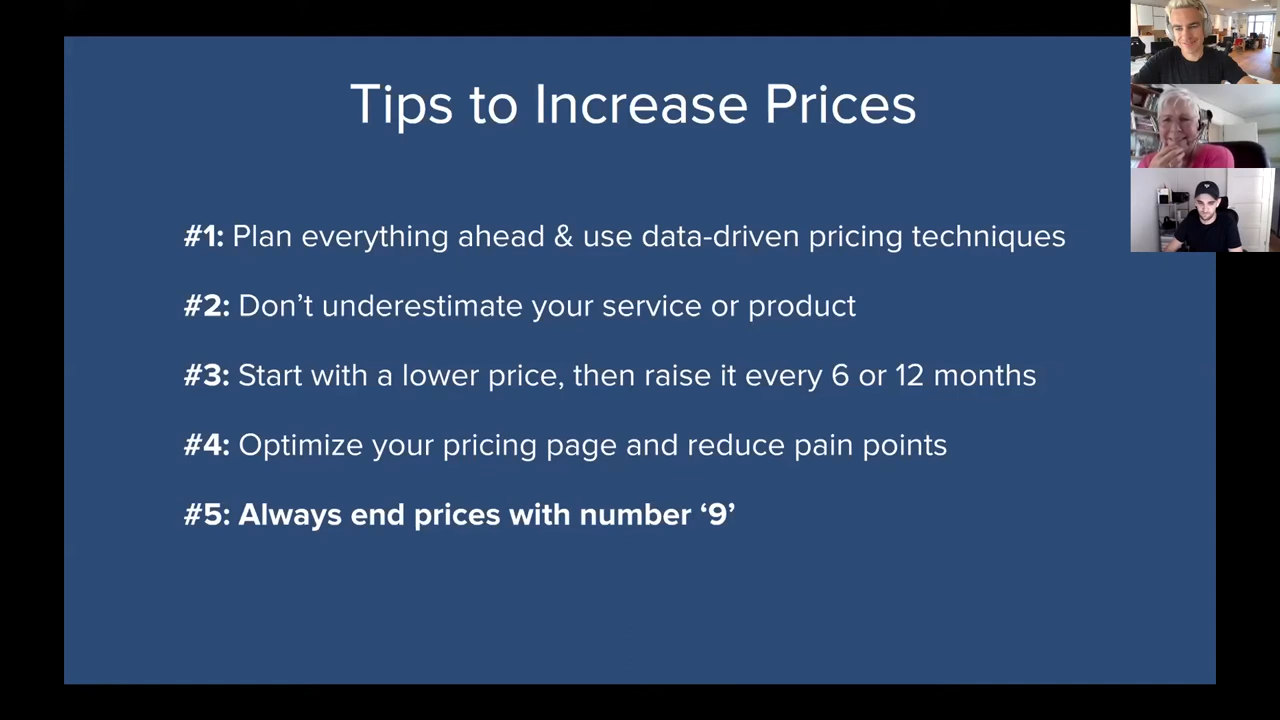 Tips to Increase Prices
#1: Plan everything ahead & use data-driven pricing techniques
#2: Don’t underestimate your service or product
#3: Start with a lower price, then raise it every 6 or 12 months
#4: Optimize your pricing page and reduce pain points
#5: Always end prices with number ‘9’